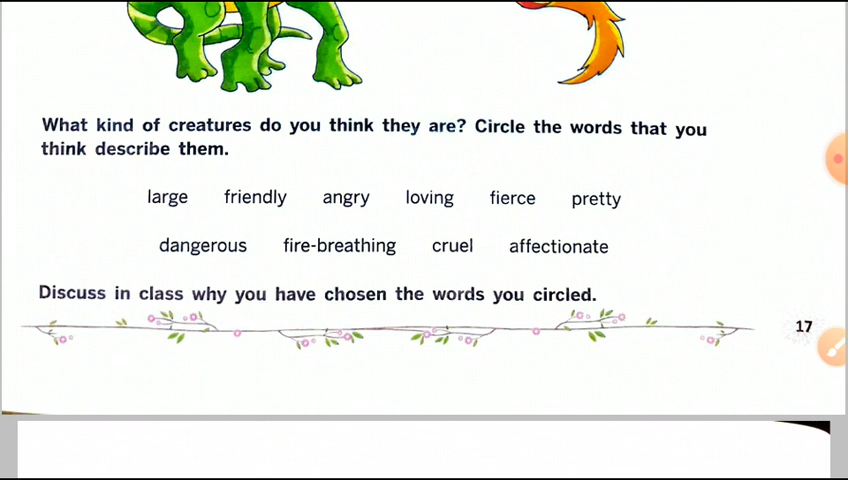 What kind of creatures do you think they are? Circle the words that you
think describe them.
large friendly angry loving fierce pretty
dangerous fire-breathing cruel affectionate
Discuss in class why you have chosen the words you circled.
17